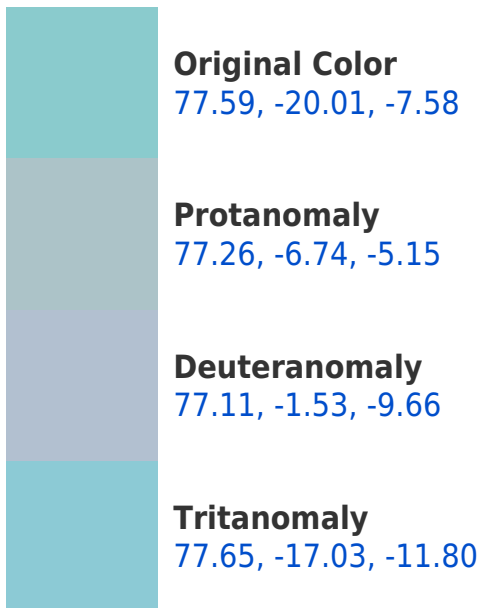 Original Color
77.59, -20.01, -7.58
Protanomaly
77.26, -6.74, -5.15
Deuteranomaly
77.11, -1.53, -9.66
Tritanomaly
77.65, -17.03, -11.80